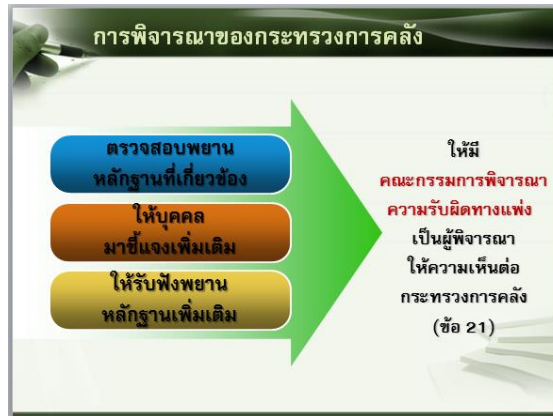 การพิจารณาของกระทรวงการคลัง
ตรวจสอบพยาน
หลักฐานที่เกี่ยวข้อง
ให้บุคคล
มาชี้แจงเพิ่มเติม
ให้รับฟังพยาน
หลักฐานเพิ่มเติม
ให้มี
คณะกรรมการพิจารณา
ความรับผิดทางแพ่ง
เป็นผู้พิจารณา
ให้ความเห็นต่อ
กระทรวงการคลัง
(ข้อ 21)